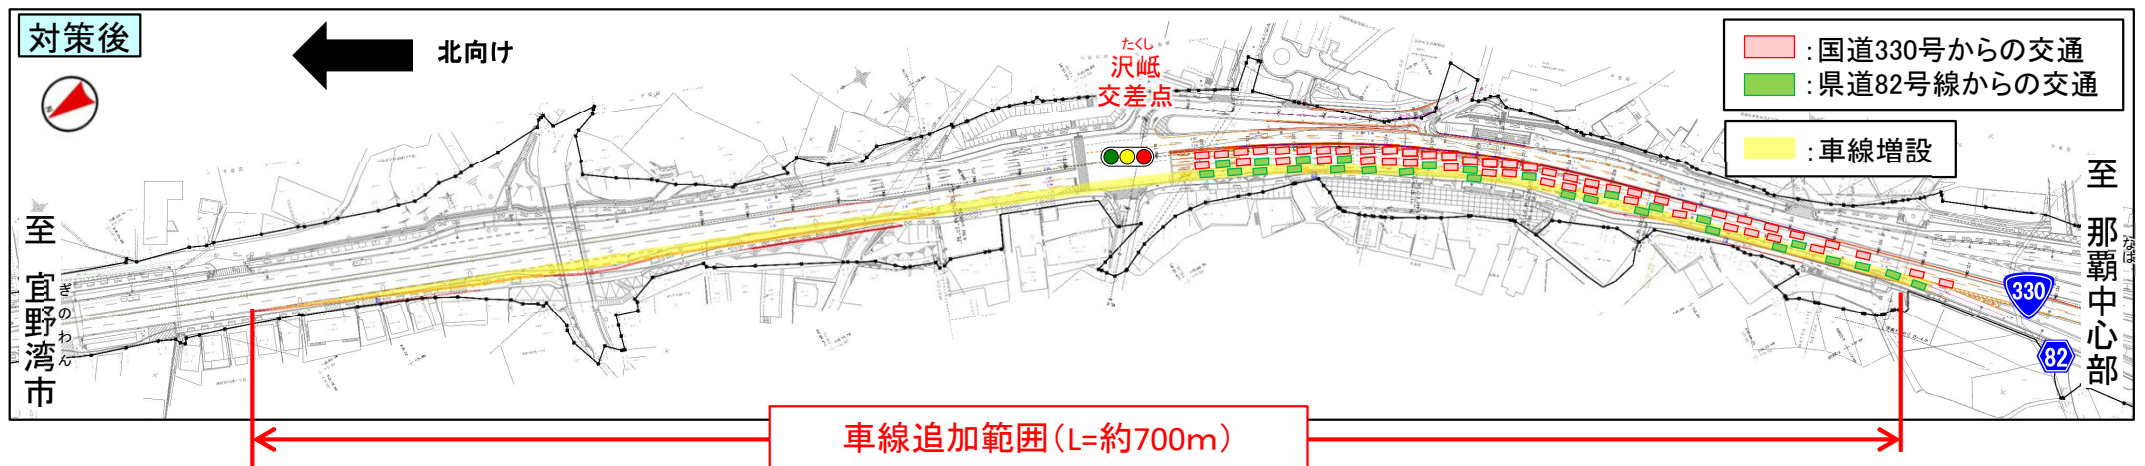 対策後
北向け
たくし
沢岻
交差点
:国道330号からの交通
:県道82号線からの交通
:車線増設
至 宜野湾市
ぎのわん
至 那覇中心部
なは
330
82
N
車線追加範囲(L=約700m)